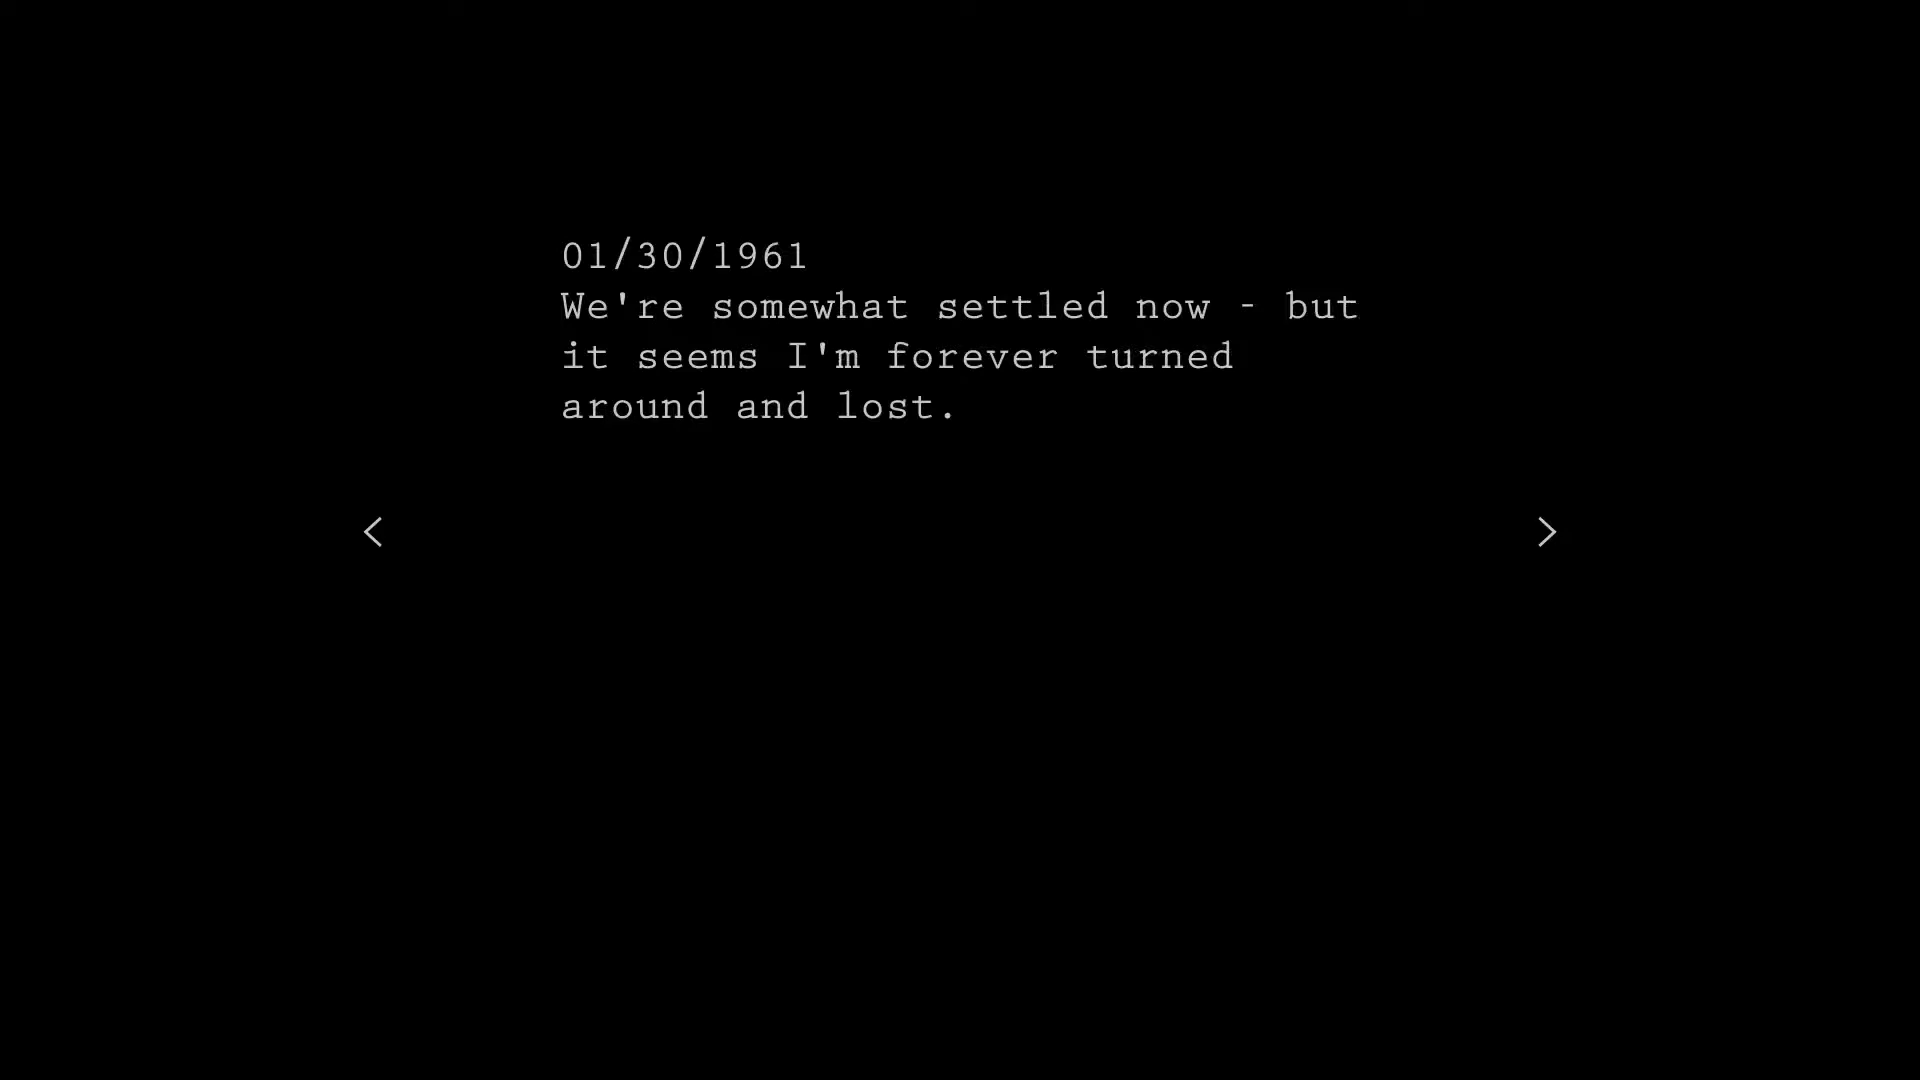 01/30/1961
We're somewhat settled now - but
it seems I'm forever turned
around and lost.
< >